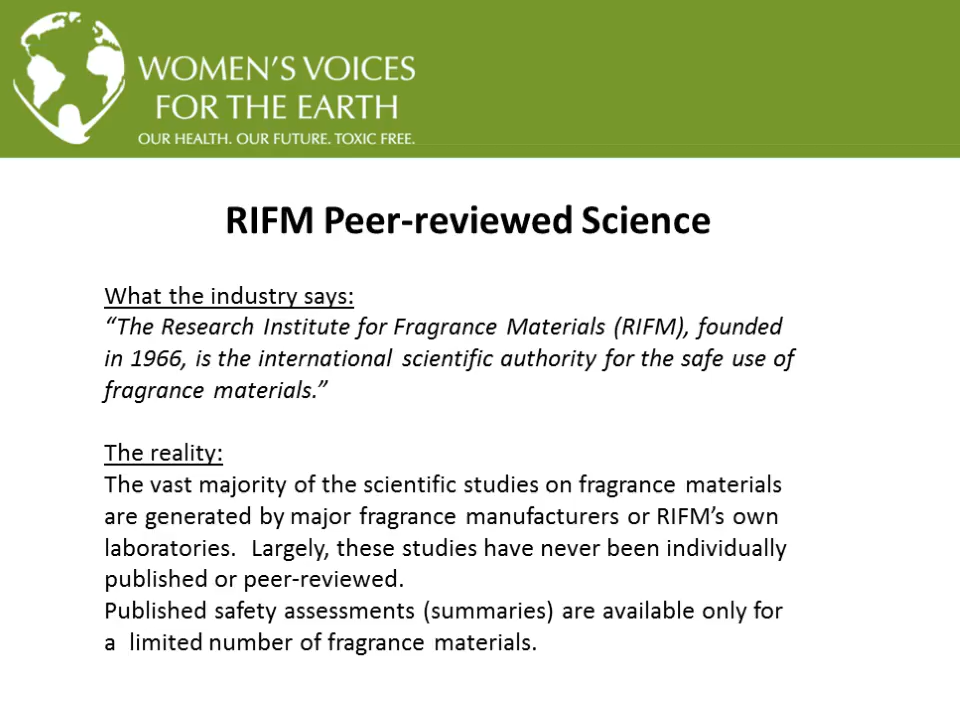 WOMEN'S VOICES
FOR THE EARTH
OUR HEALTH. OUR FUTURE. TOXIC FREE.
RIFM Peer-reviewed Science
What the industry says:
“The Research Institute for Fragrance Materials (RIFM), founded
in 1966, is the international scientific authority for the safe use of
fragrance materials.”
The reality:
The vast majority of the scientific studies on fragrance materials
are generated by major fragrance manufacturers or RIFM’s own
laboratories.  Largely, these studies have never been individually
published or peer-reviewed.
Published safety assessments (summaries) are available only for
a  limited number of fragrance materials.